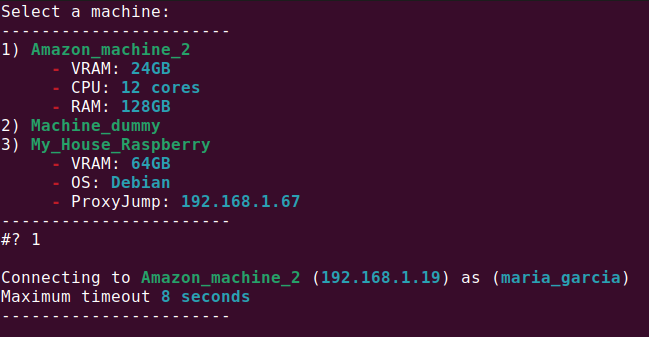 Select a machine:
-----------------------
1) Amazon_machine_2
- VRAM: 24GB
- CPU: 12 cores
- RAM: 128GB
2) Machine_dummy
3) My_House_Raspberry
- VRAM: 64GB
- OS: Debian
- ProxyJump: 192.168.1.67
-----------------------
#? 1
Connecting to Amazon_machine_2 (192.168.1.19) as (maria_garcia)
Maximum timeout 8 seconds
-----------------------